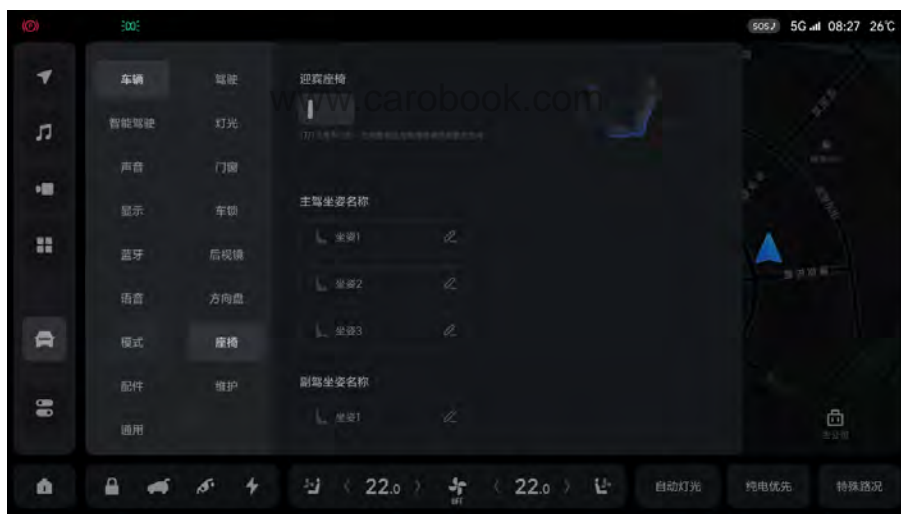 SOS 5G 08:27 26℃
车辆 驾驶 迎宾座椅
www.carobook.com
智能驾驶 灯光
声音 门窗
显示 车锁 主驾坐姿名称
坐姿1
蓝牙 后视镜
坐姿2
语音 方向盘
坐姿3
模式 座椅
配件 维护 副驾坐姿名称
坐姿1
通用
22.0 OFF 22.0 自动灯光 纯电优先 特殊路况